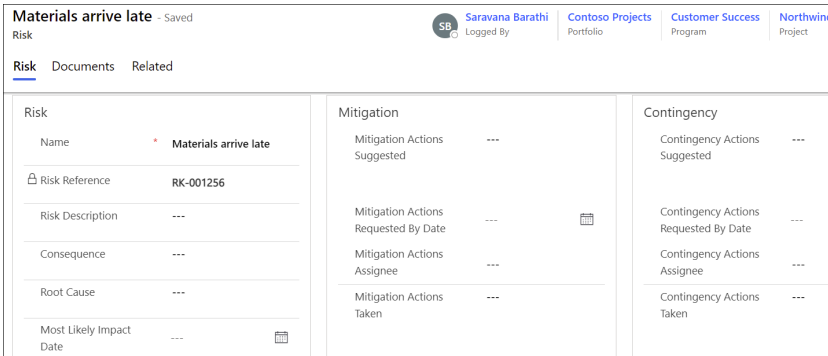 Materials arrive late - Saved
Risk
SB
Saravana Barathi
Logged By
Contoso Projects
Portfolio
Customer Success
Program
Northwind
Project
Risk Documents Related
Risk
Name * Materials arrive late
Risk Reference RK-001256
Risk Description ---
Consequence ---
Root Cause ---
Most Likely Impact
Date
---
Mitigation
Mitigation Actions
Suggested
---
Mitigation Actions
Requested By Date
---
Mitigation Actions
Assignee
---
Mitigation Actions
Taken
---
Contingency
Contingency Actions
Suggested
---
Contingency Actions
Requested By Date
---
Contingency Actions
Assignee
---
Contingency Actions
Taken
---